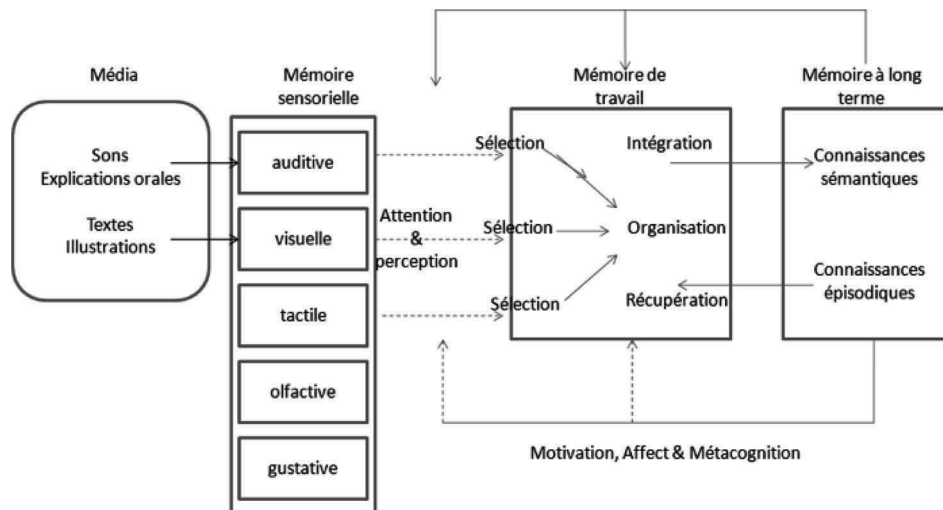 Média
Sons
Explications orales
Textes
Illustrations
Mémoire
sensorielle
auditive
visuelle
tactile
olfactive
gustative
Attention
&
perception
Mémoire de
travail
Sélection
Sélection
Sélection
Intégration
Organisation
Récupération
Mémoire à long
terme
Connaissances
sémantiques
Connaissances
épisodiques
Motivation, Affect & Métacognition